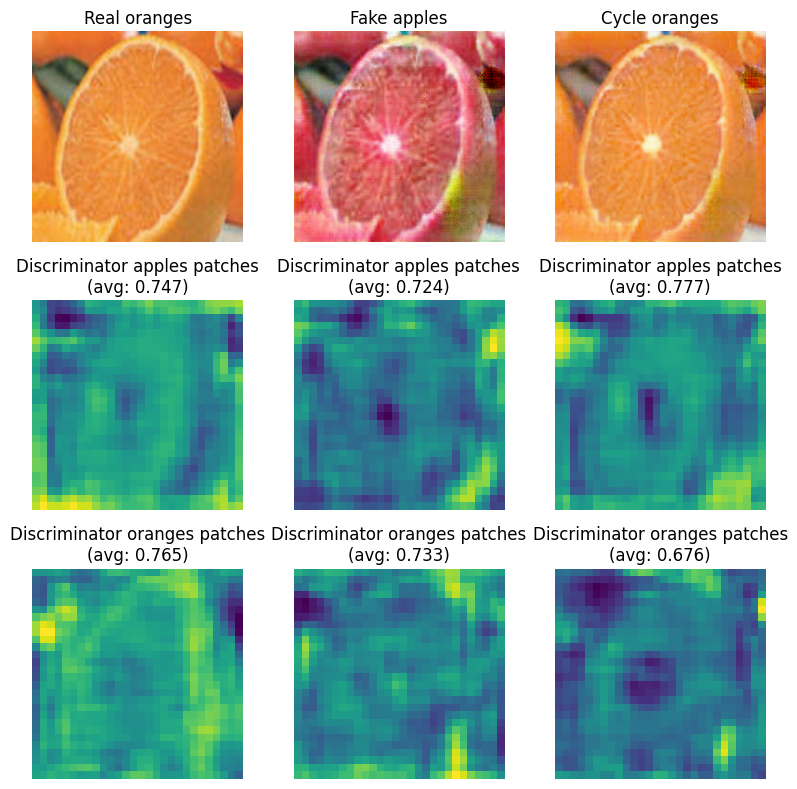 Real oranges
Fake apples
Cycle oranges
Discriminator apples patches
(avg: 0.747)
Discriminator apples patches
(avg: 0.724)
Discriminator apples patches
(avg: 0.777)
Discriminator oranges patches
(avg: 0.765)
Discriminator oranges patches
(avg: 0.733)
Discriminator oranges patches
(avg: 0.676)